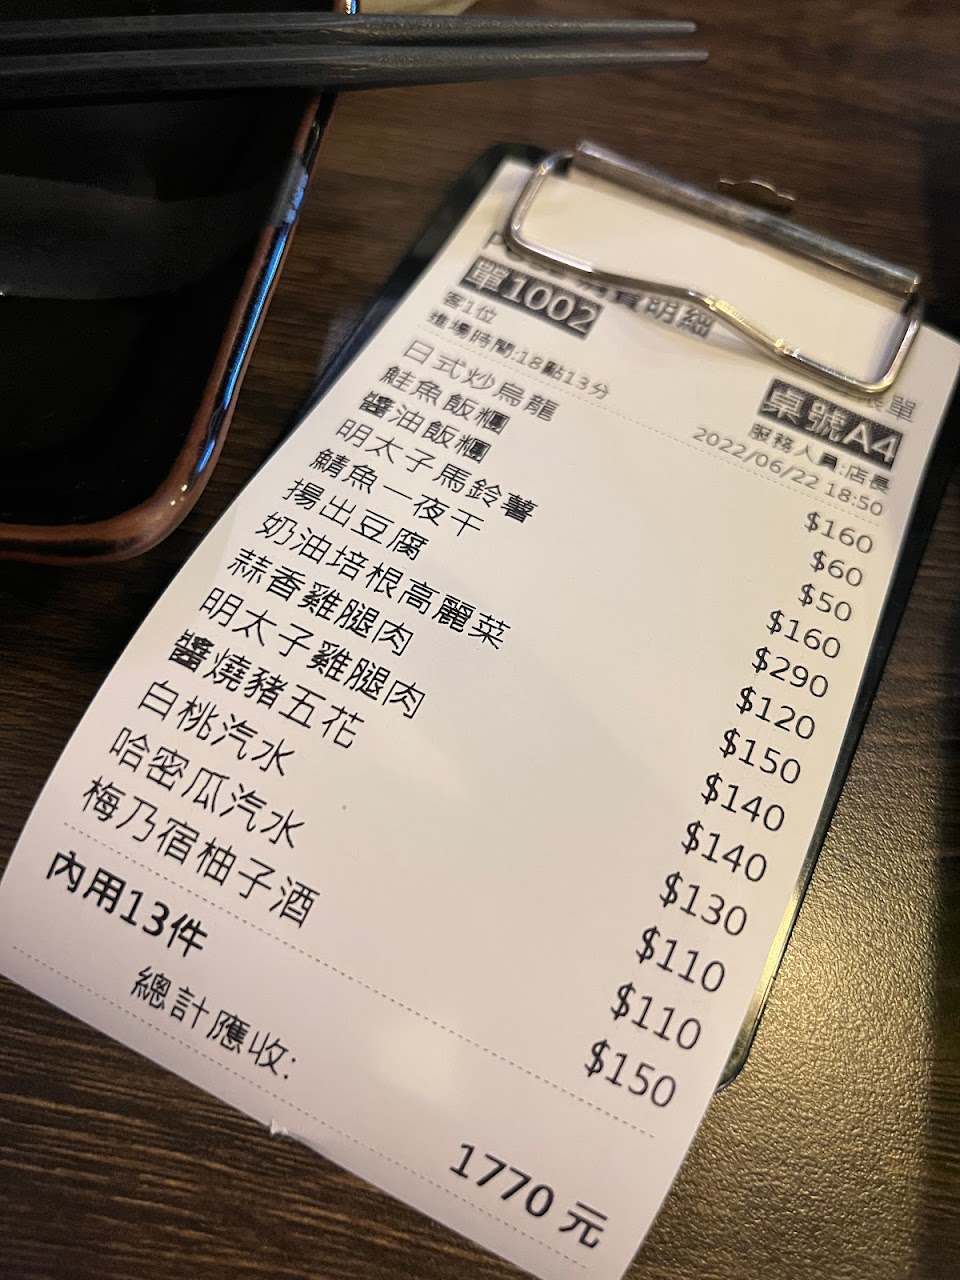 購買明細
單1002
桌號A4
客1位
服務人員:店長
進場時間:18點13分
2022/06/22 18:50
日式炒烏龍 $160
鮭魚飯糰 $60
醬油飯糰 $50
明太子馬鈴薯 $160
鯖魚一夜干 $290
揚出豆腐 $120
奶油培根高麗菜 $150
蒜香雞腿肉 $140
明太子雞腿肉 $140
醬燒豬五花 $130
白桃汽水 $110
哈密瓜汽水 $110
梅乃宿柚子酒 $150
內用13件
總計應收:
1770 元